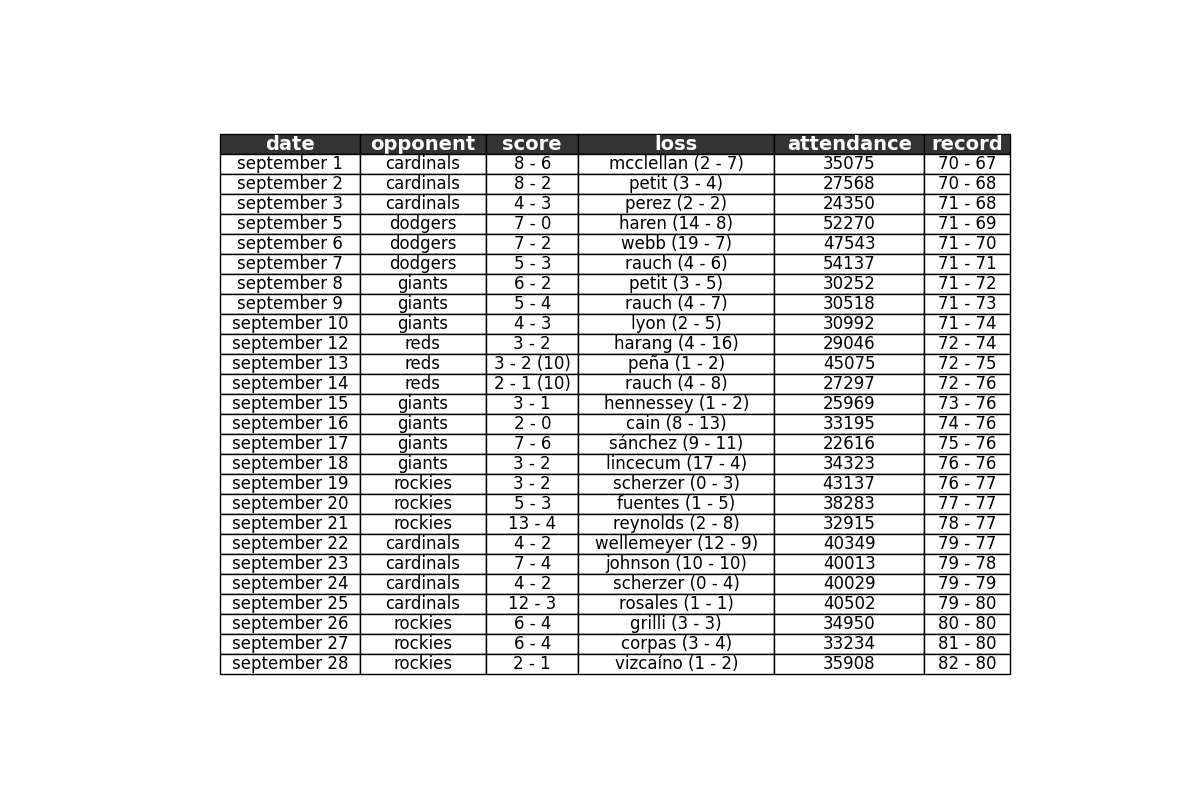 date opponent score loss attendance record
september 1 cardinals 8 - 6 mcclellan (2 - 7) 35075 70 - 67
september 2 cardinals 8 - 2 petit (3 - 4) 27568 70 - 68
september 3 cardinals 4 - 3 perez (2 - 2) 24350 71 - 68
september 5 dodgers 7 - 0 haren (14 - 8) 52270 71 - 69
september 6 dodgers 7 - 2 webb (19 - 7) 47543 71 - 70
september 7 dodgers 5 - 3 rauch (4 - 6) 54137 71 - 71
september 8 giants 6 - 2 petit (3 - 5) 30252 71 - 72
september 9 giants 5 - 4 rauch (4 - 7) 30518 71 - 73
september 10 giants 4 - 3 lyon (2 - 5) 30992 71 - 74
september 12 reds 3 - 2 harang (4 - 16) 29046 72 - 74
september 13 reds 3 - 2 (10) peña (1 - 2) 45075 72 - 75
september 14 reds 2 - 1 (10) rauch (4 - 8) 27297 72 - 76
september 15 giants 3 - 1 hennessey (1 - 2) 25969 73 - 76
september 16 giants 2 - 0 cain (8 - 13) 33195 74 - 76
september 17 giants 7 - 6 sánchez (9 - 11) 22616 75 - 76
september 18 giants 3 - 2 lincecum (17 - 4) 34323 76 - 76
september 19 rockies 3 - 2 scherzer (0 - 3) 43137 76 - 77
september 20 rockies 5 - 3 fuentes (1 - 5) 38283 77 - 77
september 21 rockies 13 - 4 reynolds (2 - 8) 32915 78 - 77
september 22 cardinals 4 - 2 wellemeyer (12 - 9) 40349 79 - 77
september 23 cardinals 7 - 4 johnson (10 - 10) 40013 79 - 78
september 24 cardinals 4 - 2 scherzer (0 - 4) 40029 79 - 79
september 25 cardinals 12 - 3 rosales (1 - 1) 40502 79 - 80
september 26 rockies 6 - 4 grilli (3 - 3) 34950 80 - 80
september 27 rockies 6 - 4 corpas (3 - 4) 33234 81 - 80
september 28 rockies 2 - 1 vizcaíno (1 - 2) 35908 82 - 80